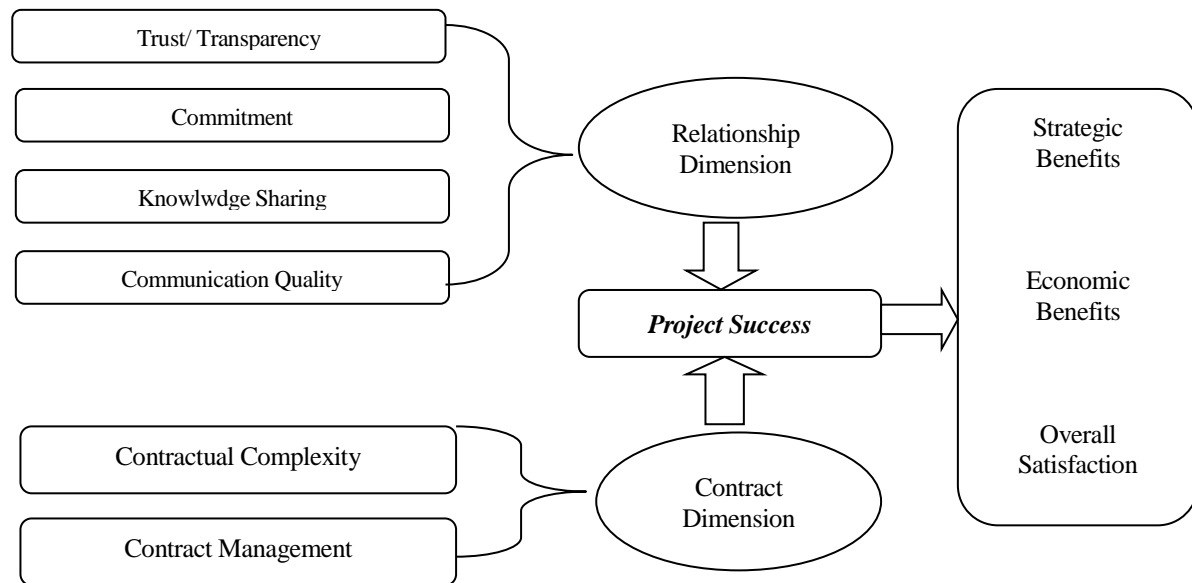 Trust/ Transparency
Commitment
Knowlwdge Sharing
Communication Quality
Relationship
Dimension
Project Success
Contractual Complexity
Contract Management
Contract
Dimension
Strategic
Benefits
Economic
Benefits
Overall
Satisfaction